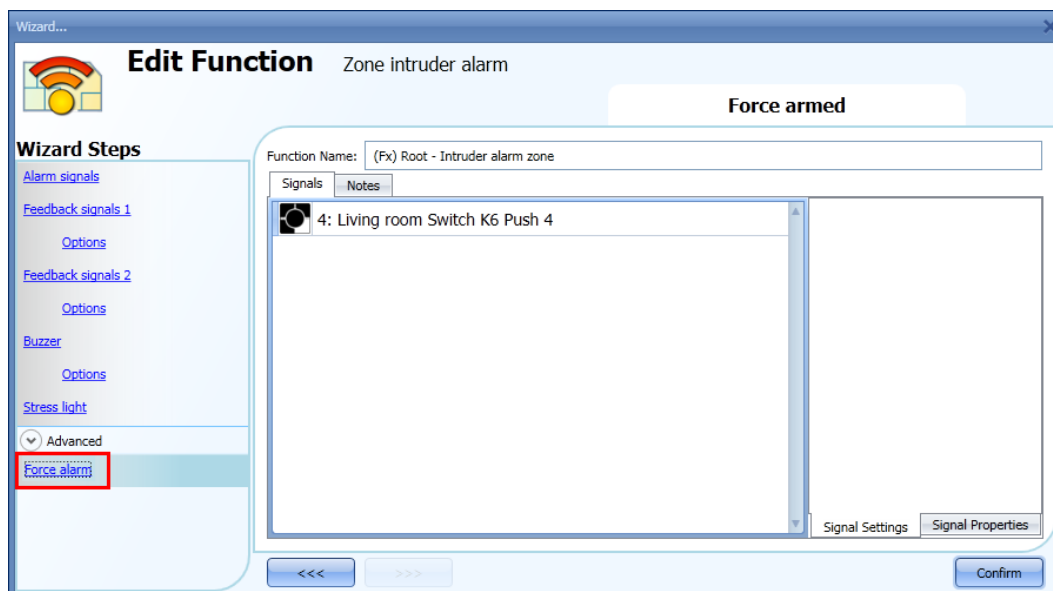 Wizard...
Edit Function Zone intruder alarm
Force armed
Wizard Steps
Alarm signals
Feedback signals 1
Options
Feedback signals 2
Options
Buzzer
Options
Stress light
Advanced
Force alarm
Function Name: (Fx) Root - Intruder alarm zone
Signals Notes
4: Living room Switch K6 Push 4
Signal Settings Signal Properties
<<< >>> Confirm